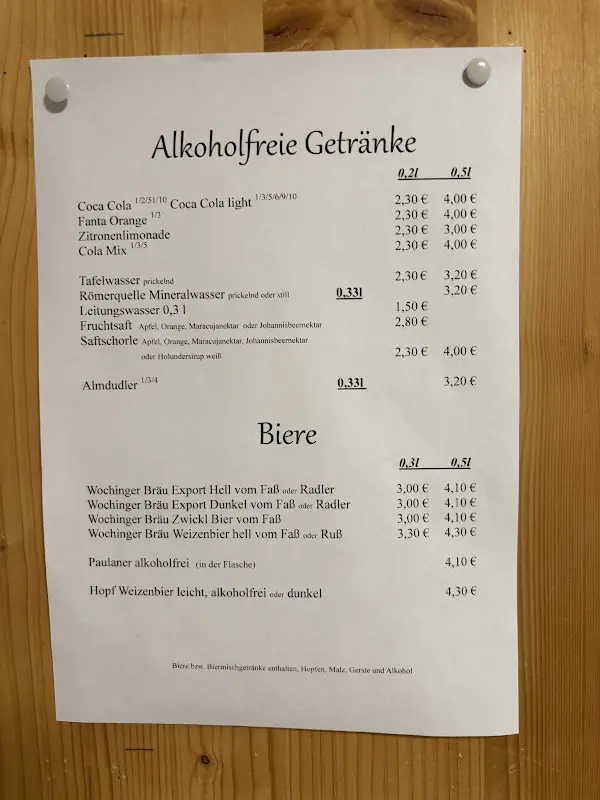 Alkoholfreie Getränke
0,2l 0,5l
Coca Cola 1/2/51/10 Coca Cola light 1/3/5/6/9/10 2,30 € 4,00 €
Fanta Orange 1/3 2,30 € 4,00 €
Zitronenlimonade 2,30 € 3,00 €
Cola Mix 1/3/5 2,30 € 4,00 €
Tafelwasser prickelnd 2,30 € 3,20 €
Römerquelle Mineralwasser prickelnd oder still 0,33l 3,20 €
Leitungswasser 0,3 l 1,50 €
Fruchtsaft Apfel, Orange, Maracujanektar oder Johannisbeernektar 2,80 €
Saftschorle Apfel, Orange, Maracujanektar, Johannisbeernektar
oder Holundersirup weiß 2,30 € 4,00 €
Almdudler 1/3/4 0,33l 3,20 €
Biere
0,3l 0,5l
Wochinger Bräu Export Hell vom Faß oder Radler 3,00 € 4,10 €
Wochinger Bräu Export Dunkel vom Faß oder Radler 3,00 € 4,10 €
Wochinger Bräu Zwickl Bier vom Faß 3,00 € 4,10 €
Wochinger Bräu Weizenbier hell vom Faß oder Ruß 3,30 € 4,30 €
Paulaner alkoholfrei (in der Flasche) 4,10 €
Hopf Weizenbier leicht, alkoholfrei oder dunkel 4,30 €
Biere bzw. Biermischgetränke enthalten, Hopfen, Malz, Gerste und Alkohol